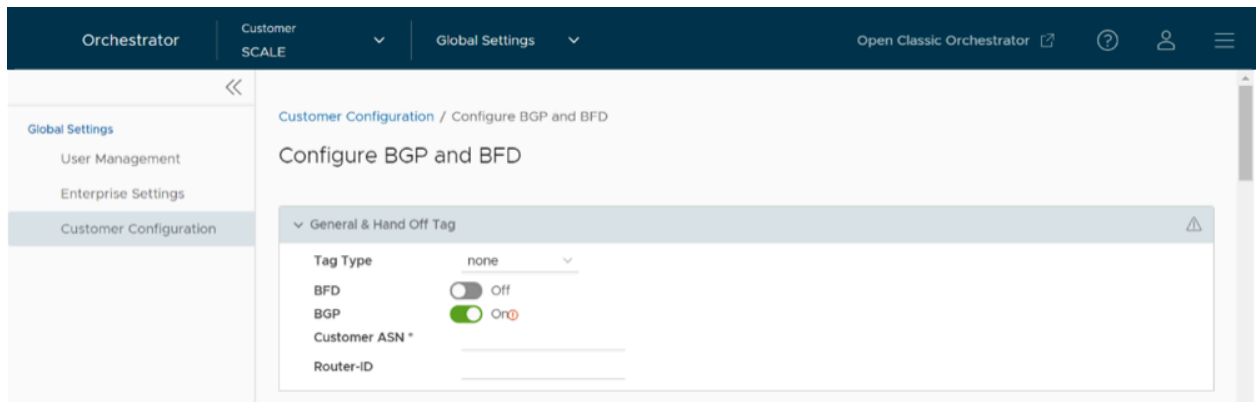 Orchestrator
Customer
SCALE
Global Settings
Open Classic Orchestrator
Global Settings
User Management
Enterprise Settings
Customer Configuration
Customer Configuration / Configure BGP and BFD
Configure BGP and BFD
General & Hand Off Tag
Tag Type none
BFD Off
BGP On
Customer ASN *
Router-ID